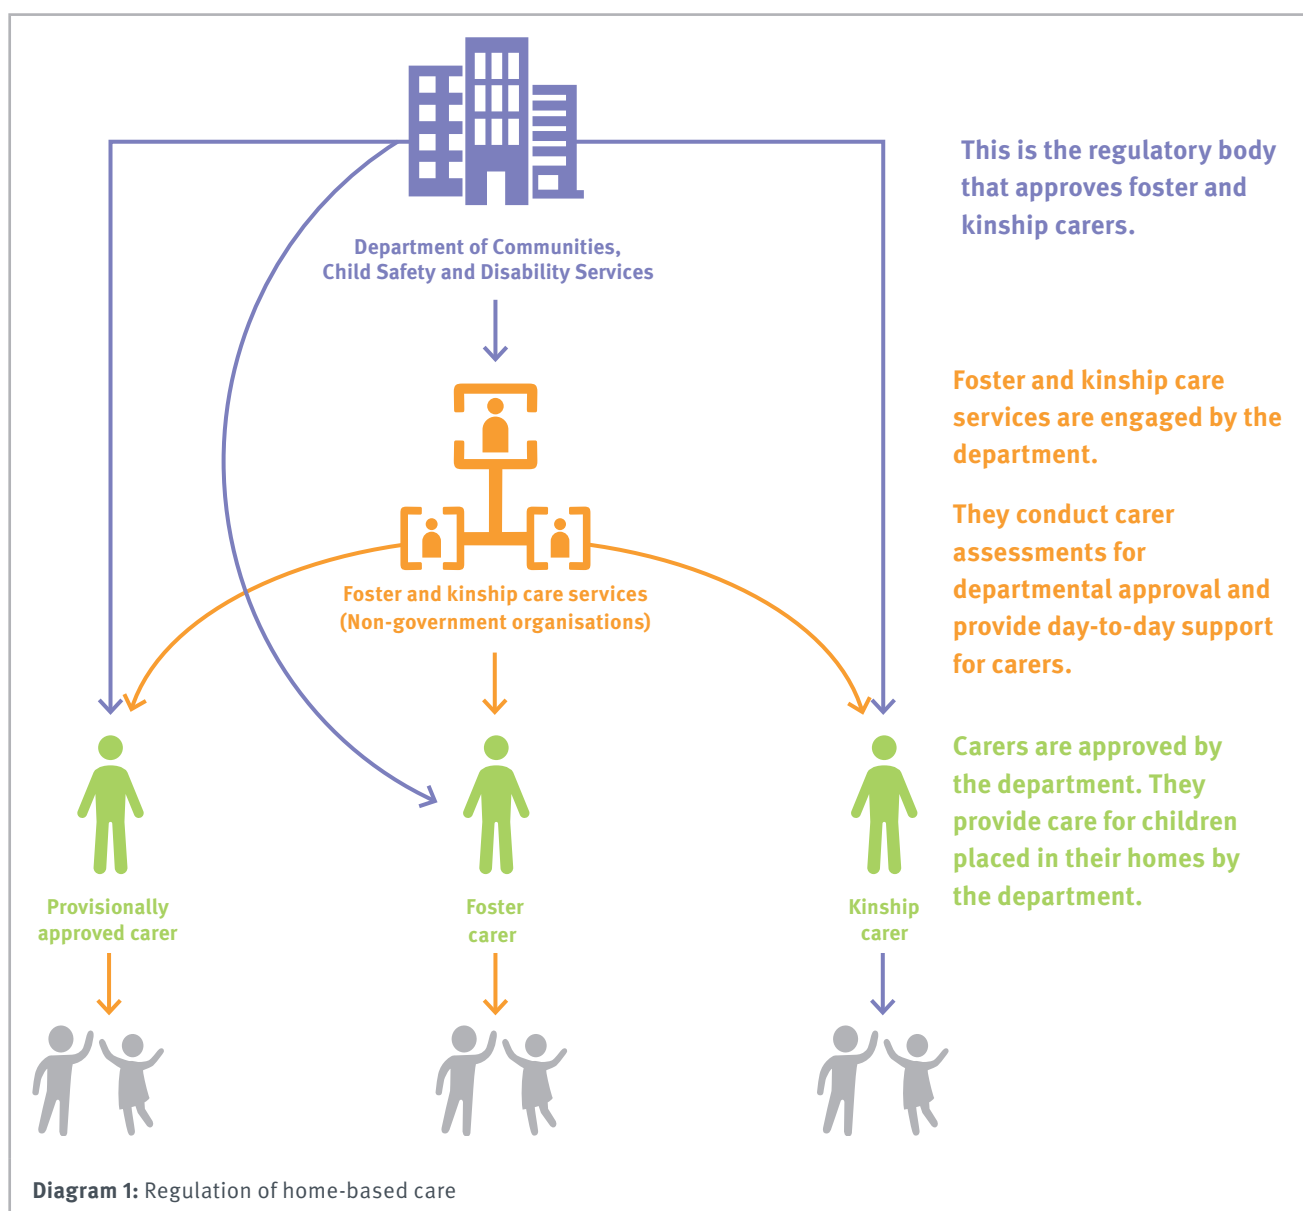 This is the regulatory body
that approves foster and
kinship carers.
Department of Communities,
Child Safety and Disability Services
Foster and kinship care
services are engaged by the
department.
They conduct carer
assessments for
departmental approval and
provide day-to-day support
for carers.
Foster and kinship care services
(Non-government organisations)
Carers are approved by
the department. They
provide care for children
placed in their homes by
the department.
Provisionally
approved carer
Foster
carer
Kinship
carer
Diagram 1: Regulation of home-based care